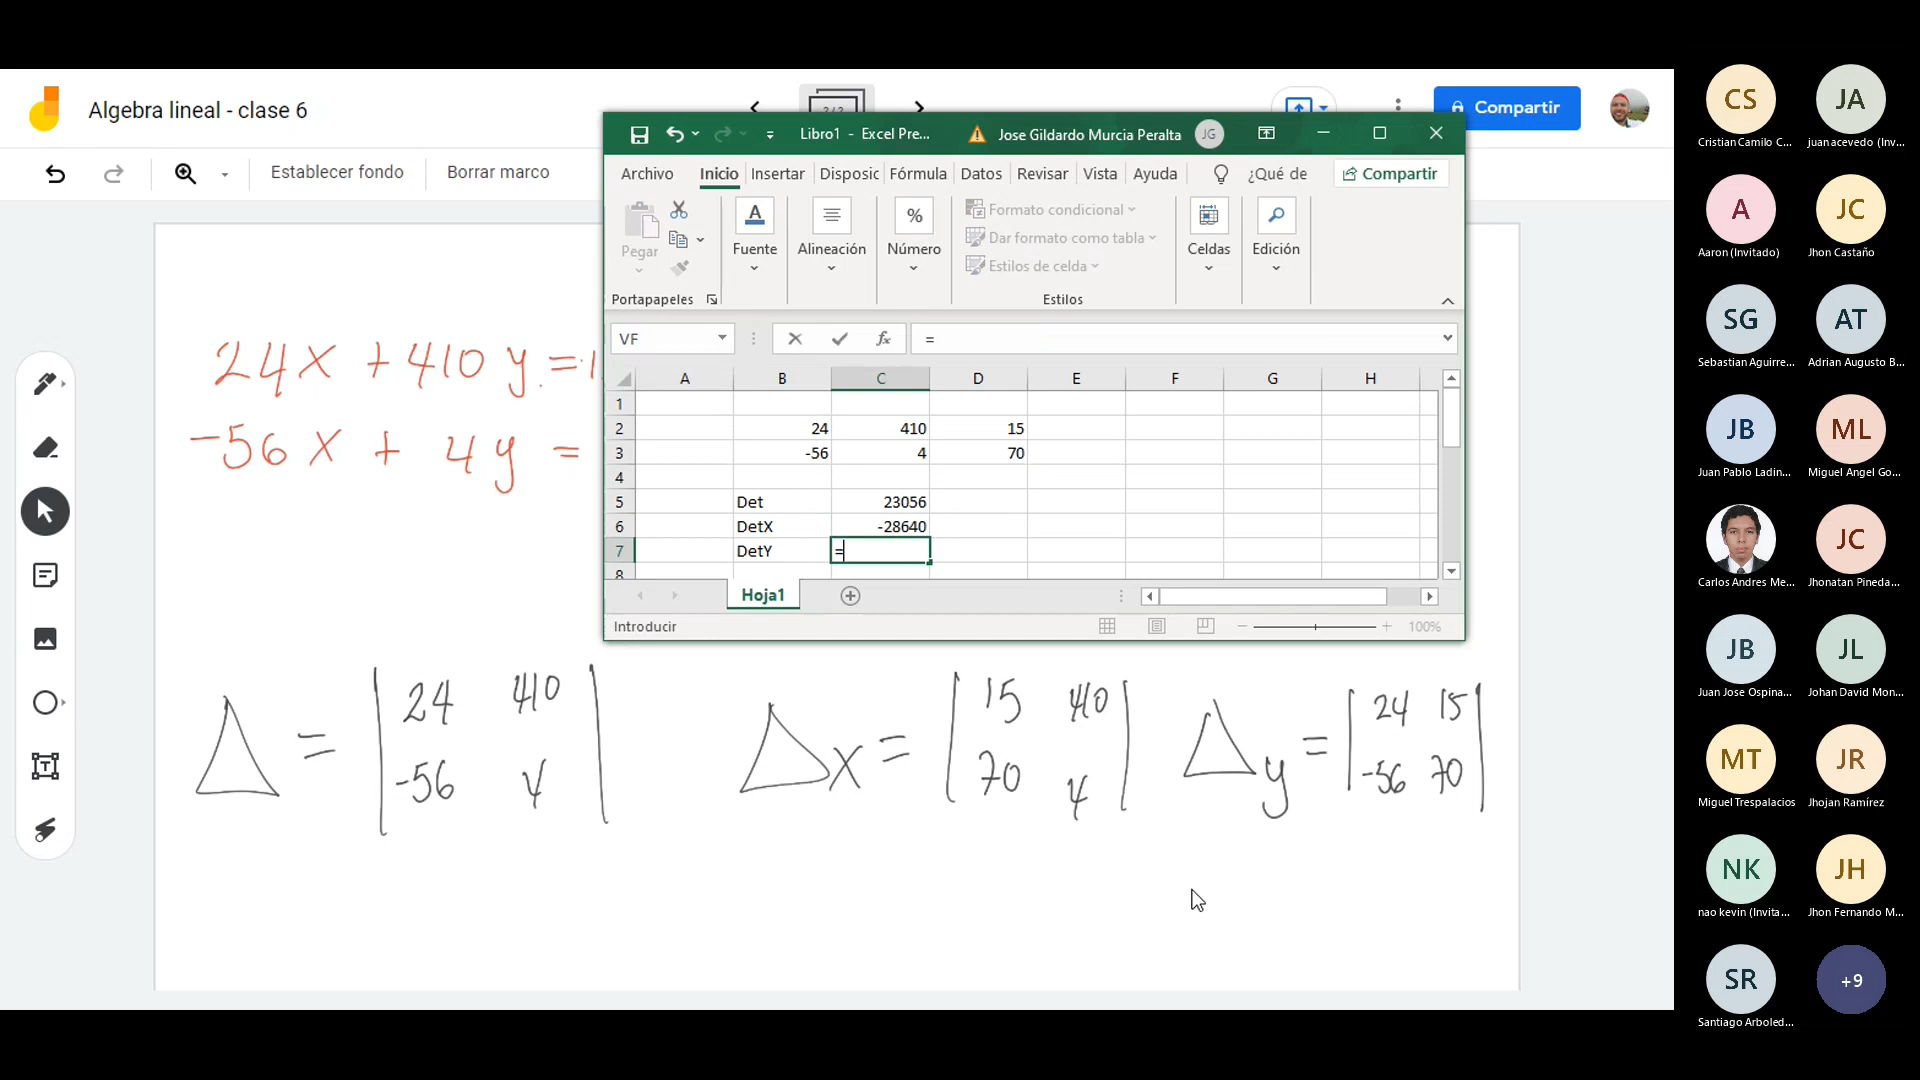 Algebra lineal - clase 6
2 / 2
Compartir
Establecer fondo
Borrar marco
Libro1 - Excel Pre...
Jose Gildardo Murcia Peralta
JG
Archivo Inicio Insertar Disposic Fórmula Datos Revisar Vista Ayuda ¿Qué de Compartir
Pegar
Fuente
Alineación
%
Número
Formato condicional
Dar formato como tabla
Estilos de celda
Celdas
Edición
Portapapeles
Estilos
VF
fx
=
A B C D E F G H
1
2 24 410 15
3 -56 4 70
4
5 Det 23056
6 DetX -28640
7 DetY =
8
Hoja1
Introducir
100%
24x + 410 y = 1
-56 x + 4y =
Δ = | 24 410 |
| -56 4 |
Δx = | 15 410 |
| 70 4 |
Δy = | 24 15 |
| -56 70 |
CS
Cristian Camilo C...
JA
juan acevedo (Inv...
A
Aaron (Invitado)
JC
Jhon Castaño
SG
Sebastian Aguirre...
AT
Adrian Augusto B...
JB
Juan Pablo Ladin...
ML
Miguel Angel Go...
Carlos Andres Me...
JC
Jhonatan Pineda...
JB
Juan Jose Ospina...
JL
Johan David Mon...
MT
Miguel Trespalacios
JR
Jhojan Ramírez
NK
nao kevin (Invita...
JH
Jhon Fernando M...
SR
Santiago Arboled...
+9